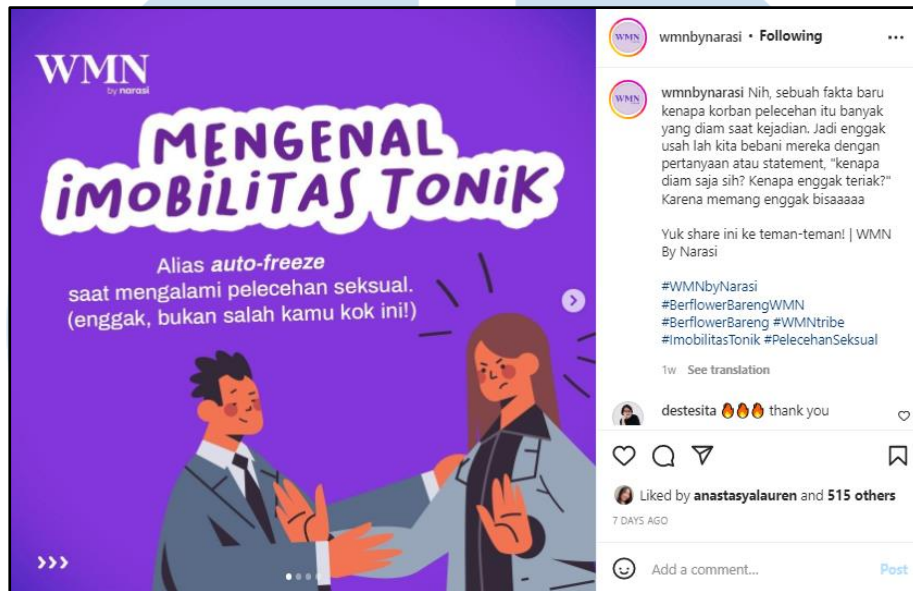 WMN
by narasi
MENGENAL
iMOBiLiTAS TONiK
Alias auto-freeze
saat mengalami pelecehan seksual.
(enggak, bukan salah kamu kok ini!)
>>>
WMN
wmnbynarasi • Following
WMN
wmnbynarasi Nih, sebuah fakta baru
kenapa korban pelecehan itu banyak
yang diam saat kejadian. Jadi enggak
usah lah kita bebani mereka dengan
pertanyaan atau statement, "kenapa
diam saja sih? Kenapa enggak teriak?"
Karena memang enggak bisaaaaa
Yuk share ini ke teman-teman! | WMN
By Narasi
#WMNbyNarasi
#BerflowerBarengWMN
#BerflowerBareng #WMNtribe
#ImobilitasTonik #PelecehanSeksual
1w See translation
destesita 🔥🔥🔥 thank you
Liked by anastasyalauren and 515 others
7 DAYS AGO
Add a comment... Post